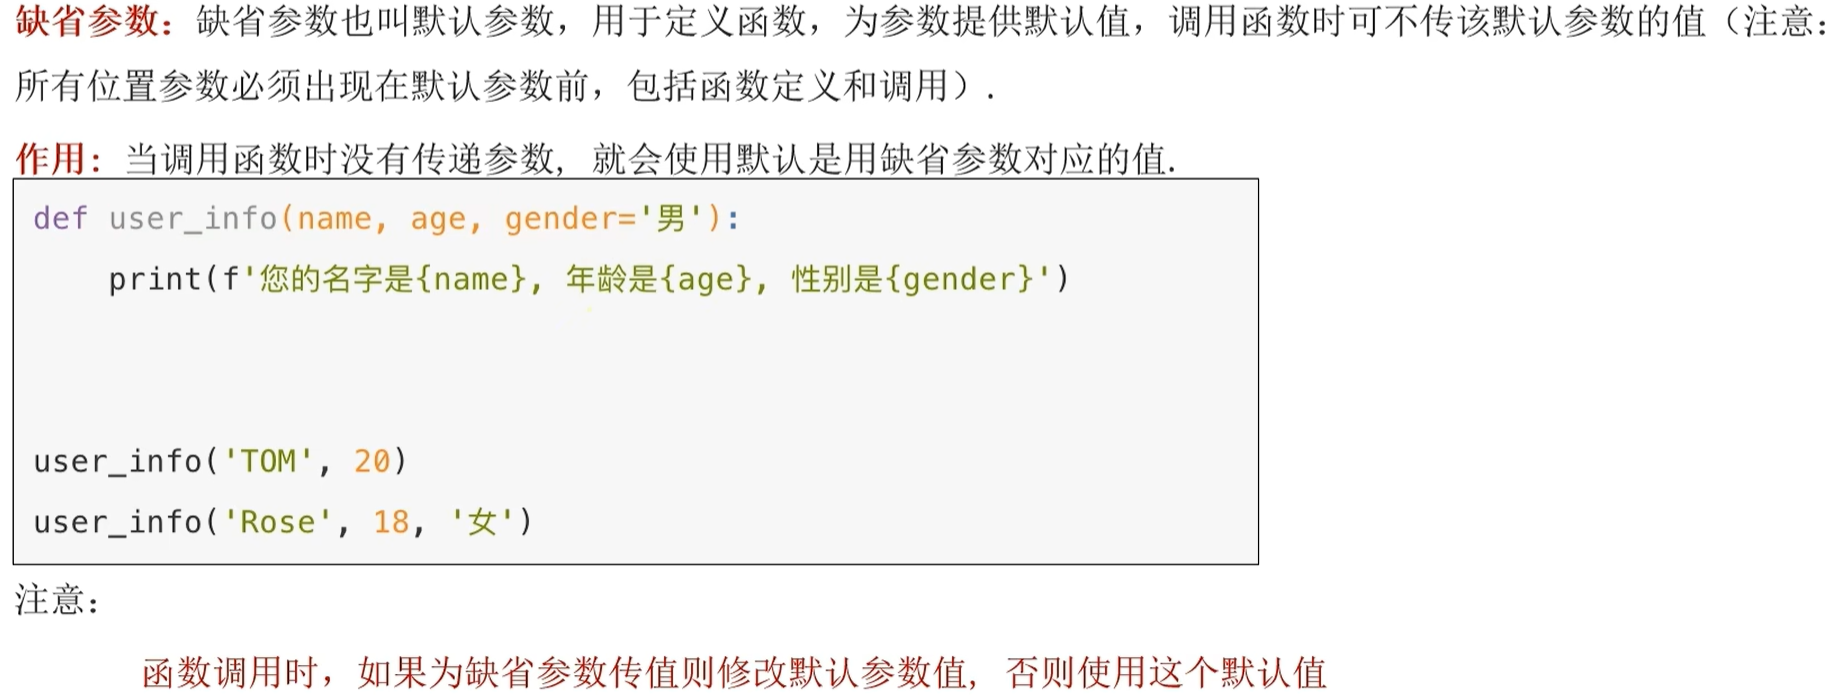 缺省参数：缺省参数也叫默认参数，用于定义函数，为参数提供默认值，调用函数时可不传该默认参数的值（注意：
所有位置参数必须出现在默认参数前，包括函数定义和调用）.
作用：当调用函数时没有传递参数, 就会使用默认是用缺省参数对应的值.
def user_info(name, age, gender='男'):
    print(f'您的名字是{name}, 年龄是{age}, 性别是{gender}')
user_info('TOM', 20)
user_info('Rose', 18, '女')
注意：
函数调用时，如果为缺省参数传值则修改默认参数值, 否则使用这个默认值